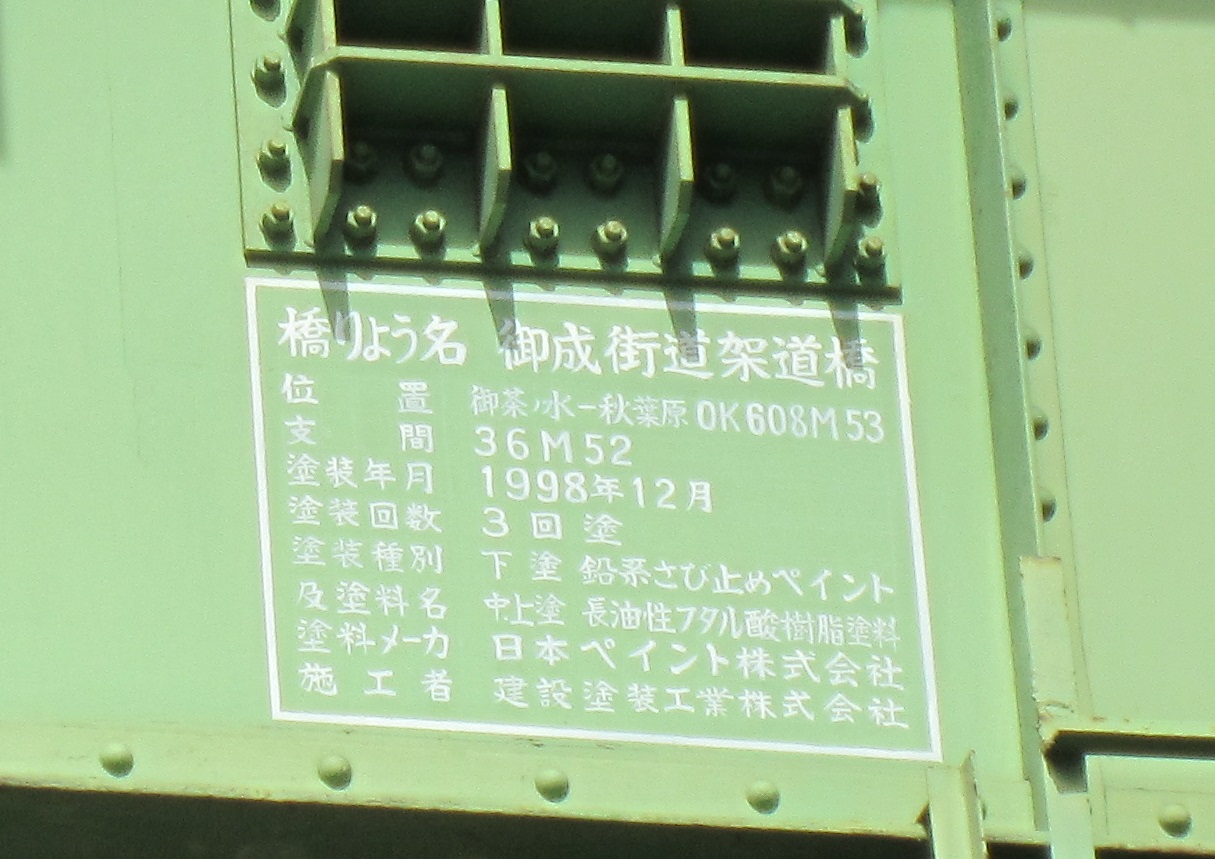 橋りょう名 御成街道架道橋
位置 御茶ノ水－秋葉原 0K608M53
支間 36M52
塗装年月 1998年12月
塗装回数 3回塗
塗装種別 下塗 鉛系さび止めペイント
及塗料名 中上塗 長油性フタル酸樹脂塗料
塗料メーカ 日本ペイント株式会社
施工者 建設塗装工業株式会社